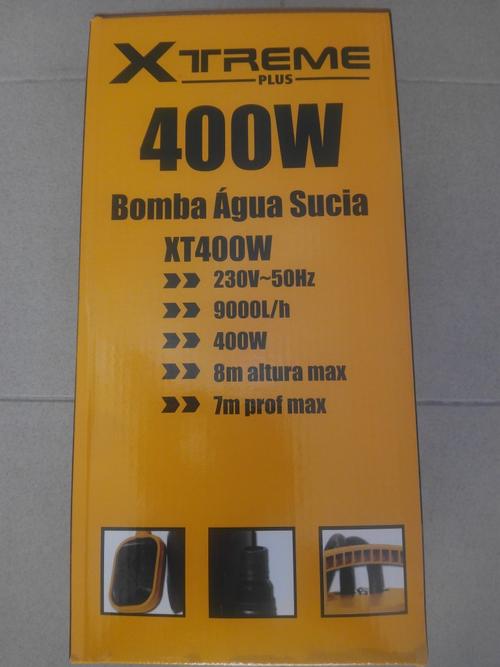 XTREME
PLUS
400W
Bomba Água Sucia
XT400W
230V~50Hz
9000L/h
400W
8m altura max
7m prof max